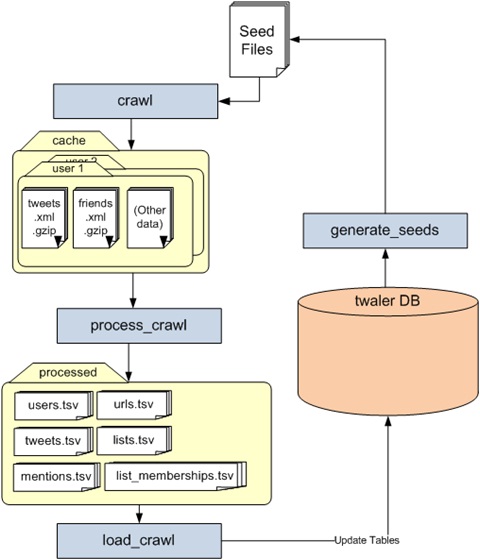 Seed
Files
crawl
cache
user 2
user 1
tweets
.xml
.gzip
friends
.xml
.gzip
(Other
data)
generate_seeds
twaler DB
process_crawl
processed
users.tsv
urls.tsv
tweets.tsv
lists.tsv
mentions.tsv
list_memberships.tsv
load_crawl
Update Tables